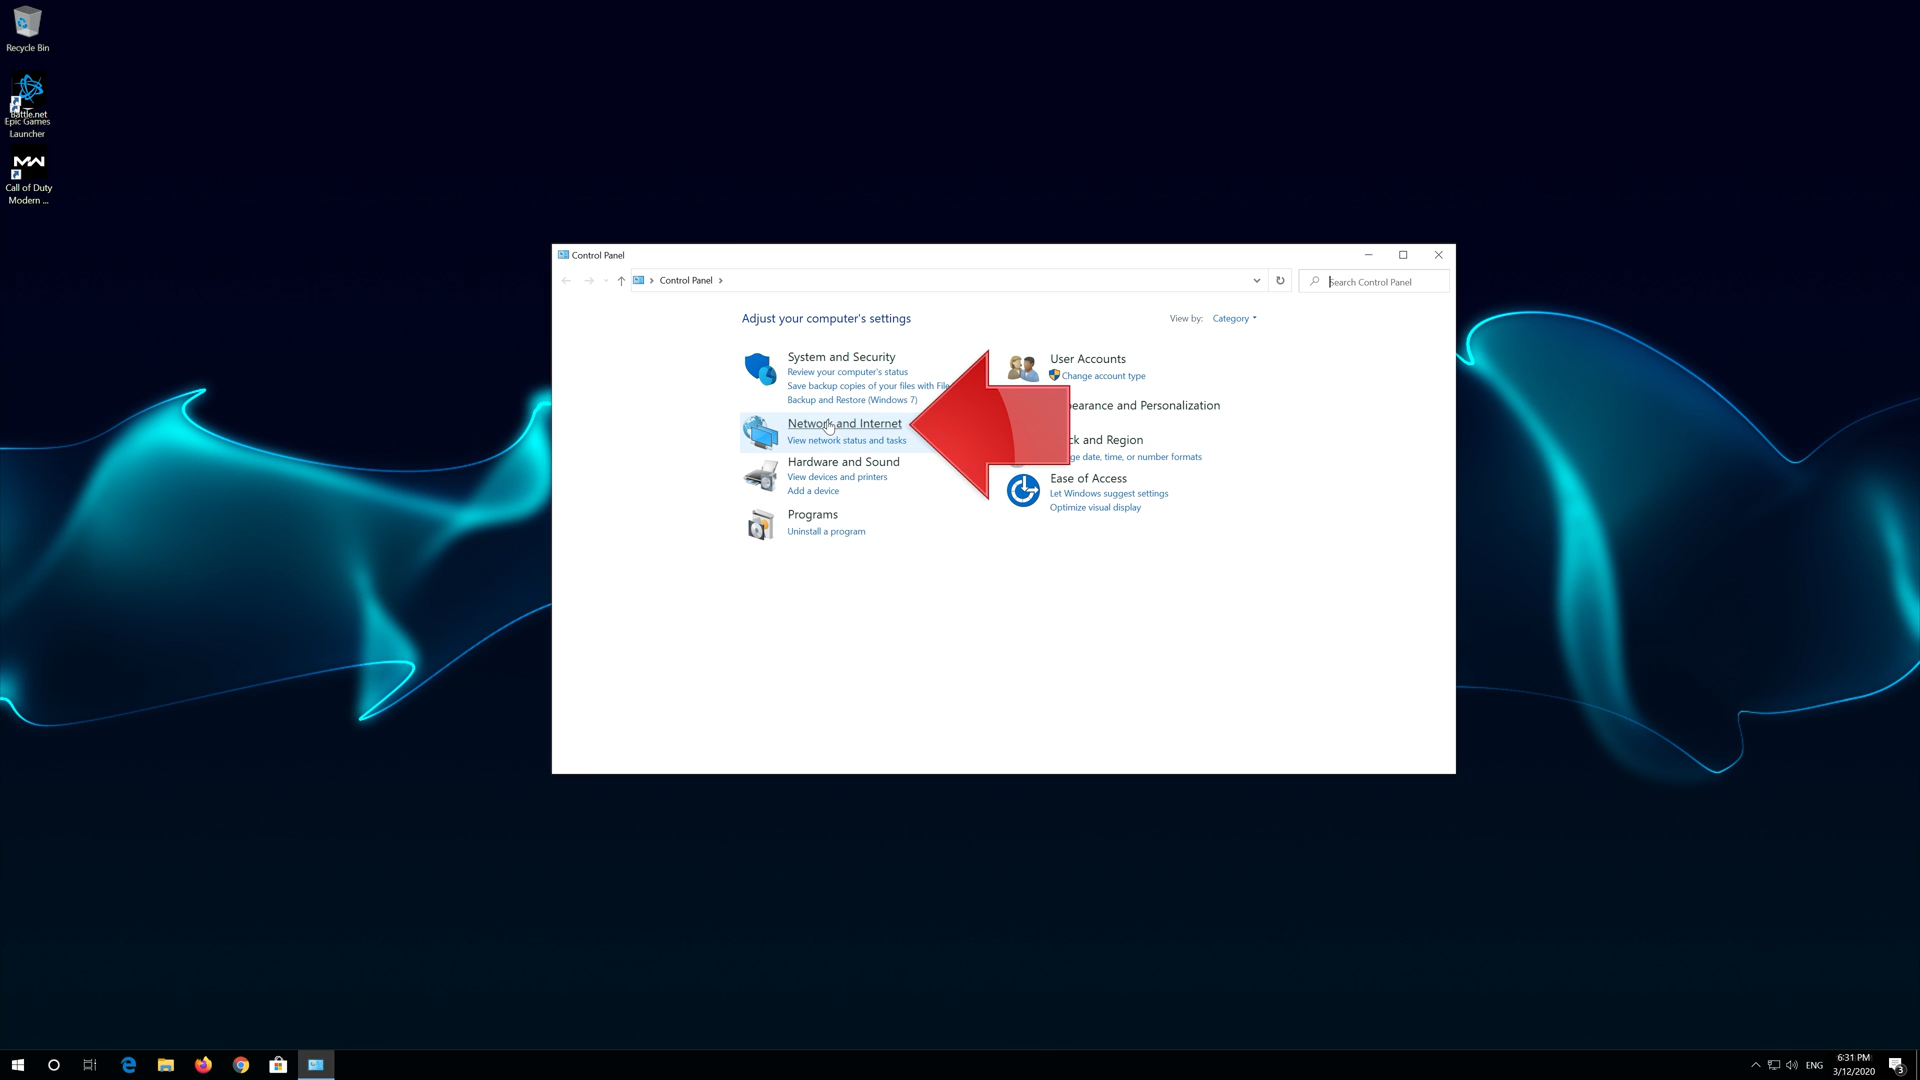 Recycle Bin
Battle.net
Epic Games
Launcher
MW
Call of Duty
Modern ...
Control Panel
Control Panel
Search Control Panel
Adjust your computer's settings
View by: Category
System and Security
Review your computer's status
Save backup copies of your files with File
Backup and Restore (Windows 7)
Network and Internet
View network status and tasks
Hardware and Sound
View devices and printers
Add a device
Programs
Uninstall a program
User Accounts
Change account type
and Personalization
and Region
date, time, or number formats
Ease of Access
Let Windows suggest settings
Optimize visual display
ENG
6:31 PM
3/12/2020
3